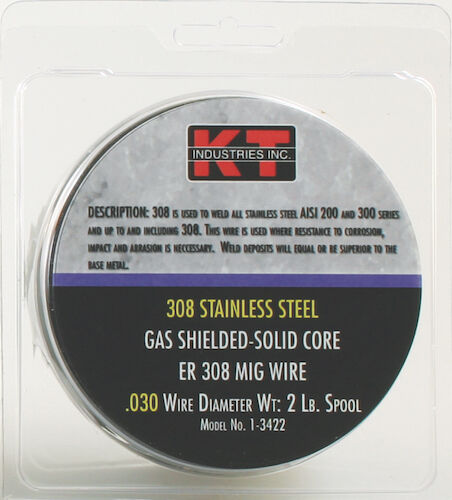 KT
INDUSTRIES INC.
DESCRIPTION: 308 IS USED TO WELD ALL STAINLESS STEEL AISI 200 AND 300 SERIES
AND UP TO AND INCLUDING 308. THIS WIRE IS USED WHERE RESISTANCE TO CORROSION,
IMPACT AND ABRASION IS NECCESSARY. WELD DEPOSITS WILL EQUAL OR BE SUPERIOR TO THE
BASE METAL.
308 STAINLESS STEEL
GAS SHIELDED-SOLID CORE
ER 308 MIG WIRE
.030 WIRE DIAMETER WT: 2 LB. SPOOL
MODEL NO. 1-3422